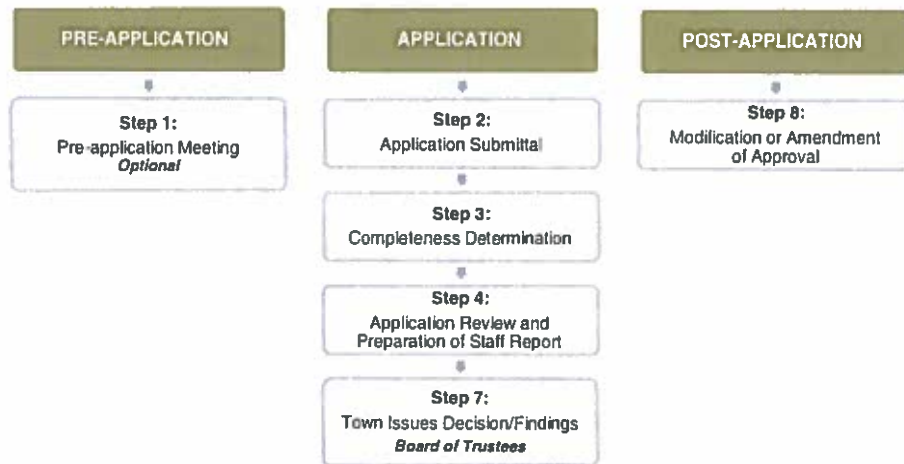 PRE-APPLICATION
Step 1:
Pre-application Meeting
Optional
APPLICATION
Step 2:
Application Submittal
Step 3:
Completeness Determination
Step 4:
Application Review and
Preparation of Staff Report
Step 7:
Town Issues Decision/Findings
Board of Trustees
POST-APPLICATION
Step 8:
Modification or Amendment
of Approval